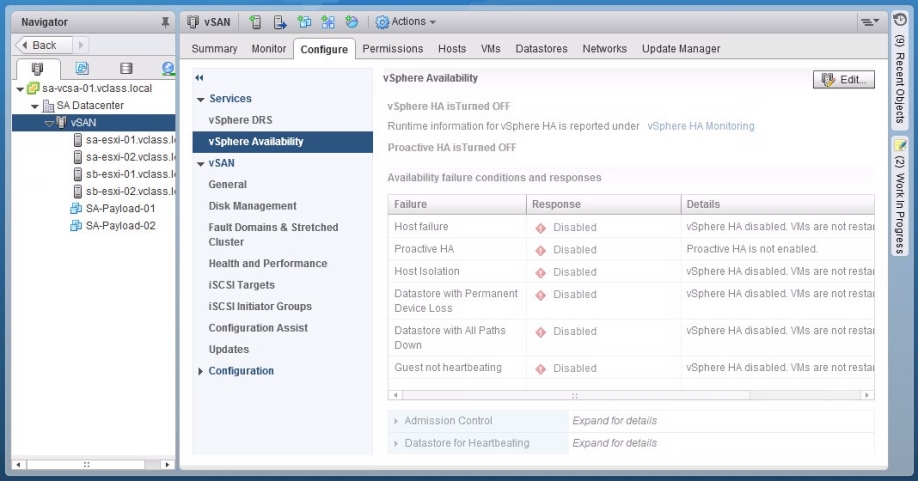 Navigator
Back
sa-vcsa-01.vclass.local
SA Datacenter
vSAN
sa-esxi-01.vclass.l
sa-esxi-02.vclass.l
sb-esxi-01.vclass.l
sb-esxi-02.vclass.l
SA-Payload-01
SA-Payload-02
vSAN Actions
Summary Monitor Configure Permissions Hosts VMs Datastores Networks Update Manager
Services
vSphere DRS
vSphere Availability
vSAN
General
Disk Management
Fault Domains & Stretched
Cluster
Health and Performance
iSCSI Targets
iSCSI Initiator Groups
Configuration Assist
Updates
Configuration
vSphere Availability
Edit...
vSphere HA isTurned OFF
Runtime information for vSphere HA is reported under vSphere HA Monitoring
Proactive HA isTurned OFF
Availability failure conditions and responses
Failure Response Details
Host failure Disabled vSphere HA disabled. VMs are not resta
Proactive HA Disabled Proactive HA is not enabled.
Host Isolation Disabled vSphere HA disabled. VMs are not resta
Datastore with Permanent Disabled vSphere HA disabled. VMs are not resta
Device Loss
Datastore with All Paths Disabled vSphere HA disabled. VMs are not resta
Down
Guest not heartbeating Disabled vSphere HA disabled. VMs are not resta
Admission Control Expand for details
Datastore for Heartbeating Expand for details
(9) Recent Objects
(2) Work In Progress